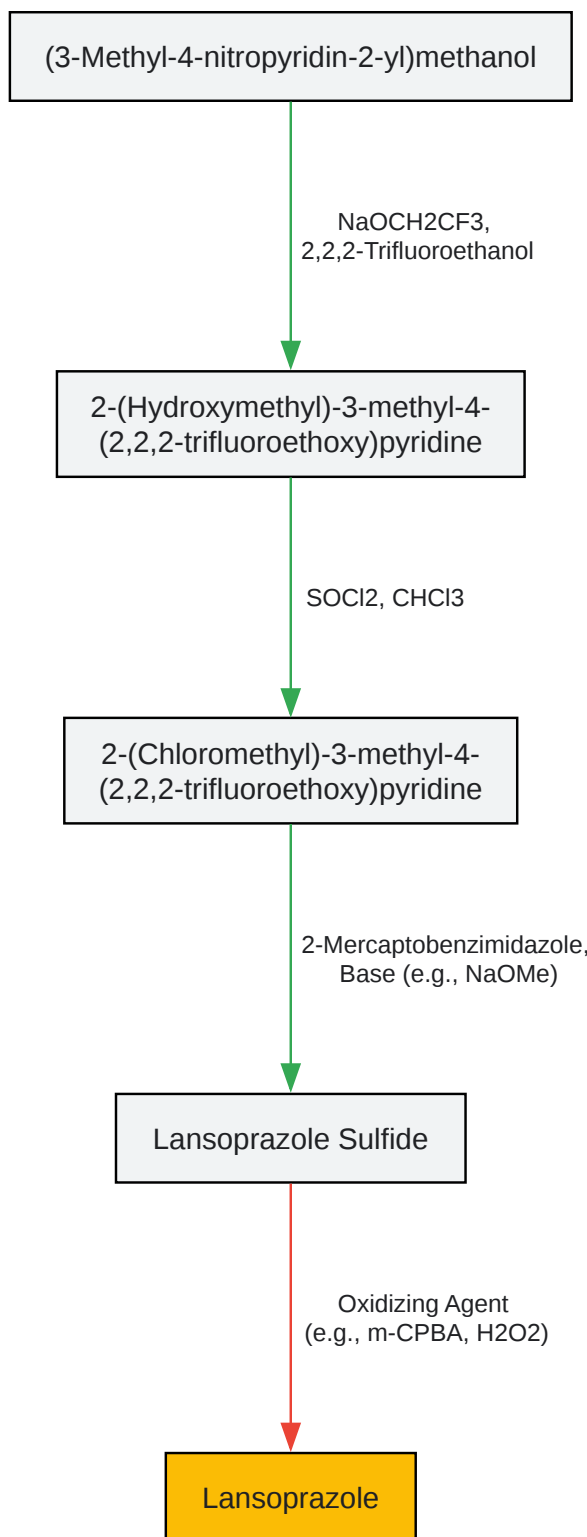 (3-Methyl-4-nitropyridin-2-yl)methanol
NaOCH2CF3,
2,2,2-Trifluoroethanol
2-(Hydroxymethyl)-3-methyl-4-
(2,2,2-trifluoroethoxy)pyridine
SOCl2, CHCl3
2-(Chloromethyl)-3-methyl-4-
(2,2,2-trifluoroethoxy)pyridine
2-Mercaptobenzimidazole,
Base (e.g., NaOMe)
Lansoprazole Sulfide
Oxidizing Agent
(e.g., m-CPBA, H2O2)
Lansoprazole